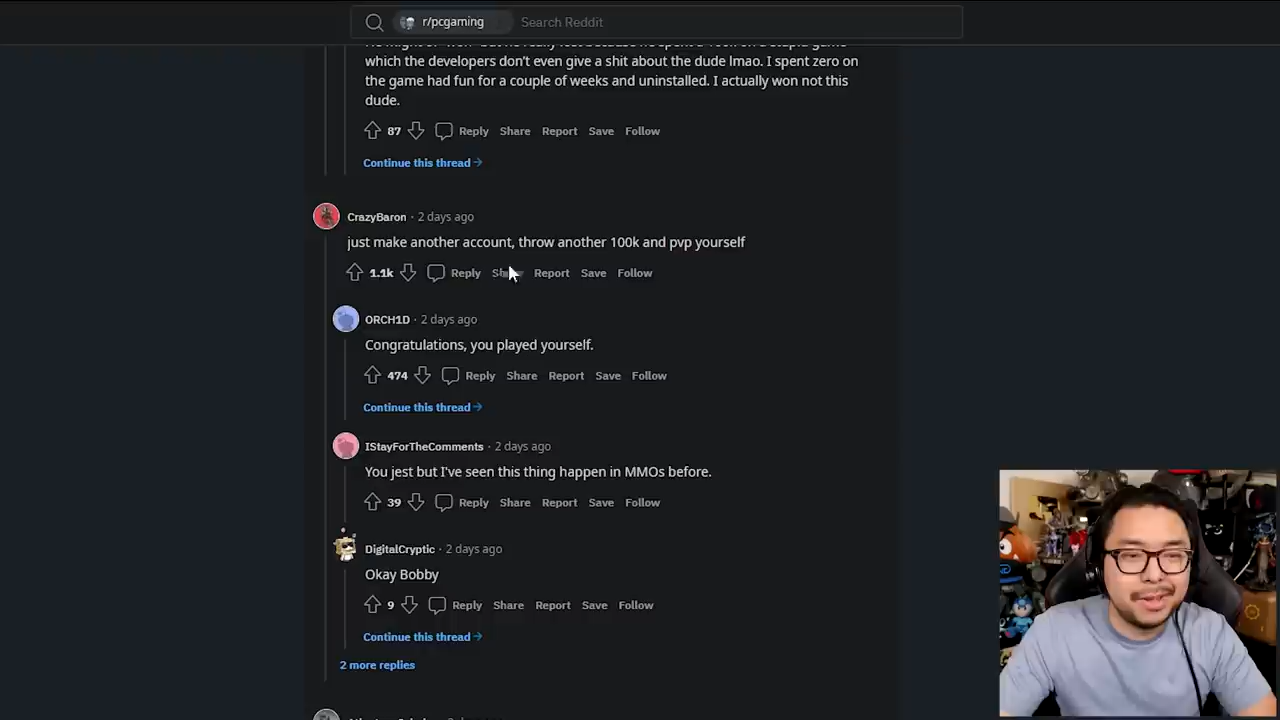 r/pcgaming Search Reddit
which the developers don't even give a shit about the dude lmao. I spent zero on
the game had fun for a couple of weeks and uninstalled. I actually won not this
dude.
87 Reply Share Report Save Follow
Continue this thread
CrazyBaron · 2 days ago
just make another account, throw another 100k and pvp yourself
1.1k Reply Share Report Save Follow
ORCH1D · 2 days ago
Congratulations, you played yourself.
474 Reply Share Report Save Follow
Continue this thread
IStayForTheComments · 2 days ago
You jest but I've seen this thing happen in MMOs before.
39 Reply Share Report Save Follow
DigitalCryptic · 2 days ago
Okay Bobby
9 Reply Share Report Save Follow
Continue this thread
2 more replies